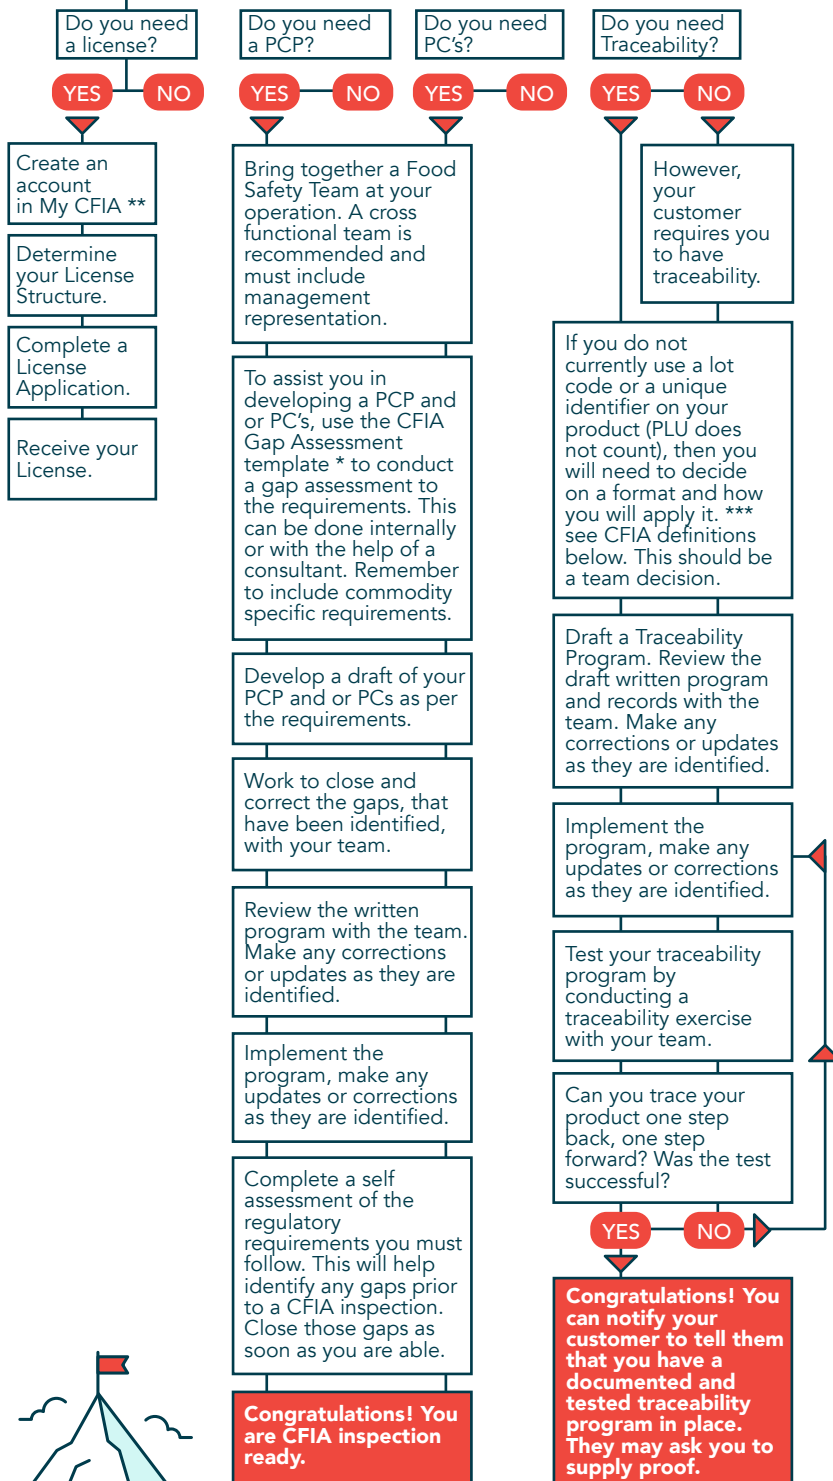 Do you need
a license?
YES
NO
Create an
account
in My CFIA **
Determine
your License
Structure.
Complete a
License
Application.
Receive your
License.
Do you need
a PCP?
YES
NO
Do you need
PC's?
YES
NO
Bring together a Food
Safety Team at your
operation. A cross
functional team is
recommended and
must include
management
representation.
To assist you in
developing a PCP and
or PC's, use the CFIA
Gap Assessment
template * to conduct
a gap assessment to
the requirements. This
can be done internally
or with the help of a
consultant. Remember
to include commodity
specific requirements.
Develop a draft of your
PCP and or PCs as per
the requirements.
Work to close and
correct the gaps, that
have been identified,
with your team.
Review the written
program with the team.
Make any corrections
or updates as they are
identified.
Implement the
program, make any
updates or corrections
as they are identified.
Complete a self
assessment of the
regulatory
requirements you must
follow. This will help
identify any gaps prior
to a CFIA inspection.
Close those gaps as
soon as you are able.
Congratulations! You
are CFIA inspection
ready.
Do you need
Traceability?
YES
NO
However,
your
customer
requires you
to have
traceability.
If you do not
currently use a lot
code or a unique
identifier on your
product (PLU does
not count), then you
will need to decide
on a format and how
you will apply it. ***
see CFIA definitions
below. This should be
a team decision.
Draft a Traceability
Program. Review the
draft written program
and records with the
team. Make any
corrections or updates
as they are identified.
Implement the
program, make any
updates or corrections
as they are identified.
Test your traceability
program by
conducting a
traceability exercise
with your team.
Can you trace your
product one step
back, one step
forward? Was the test
successful?
YES
NO
Congratulations! You
can notify your
customer to tell them
that you have a
documented and
tested traceability
program in place.
They may ask you to
supply proof.